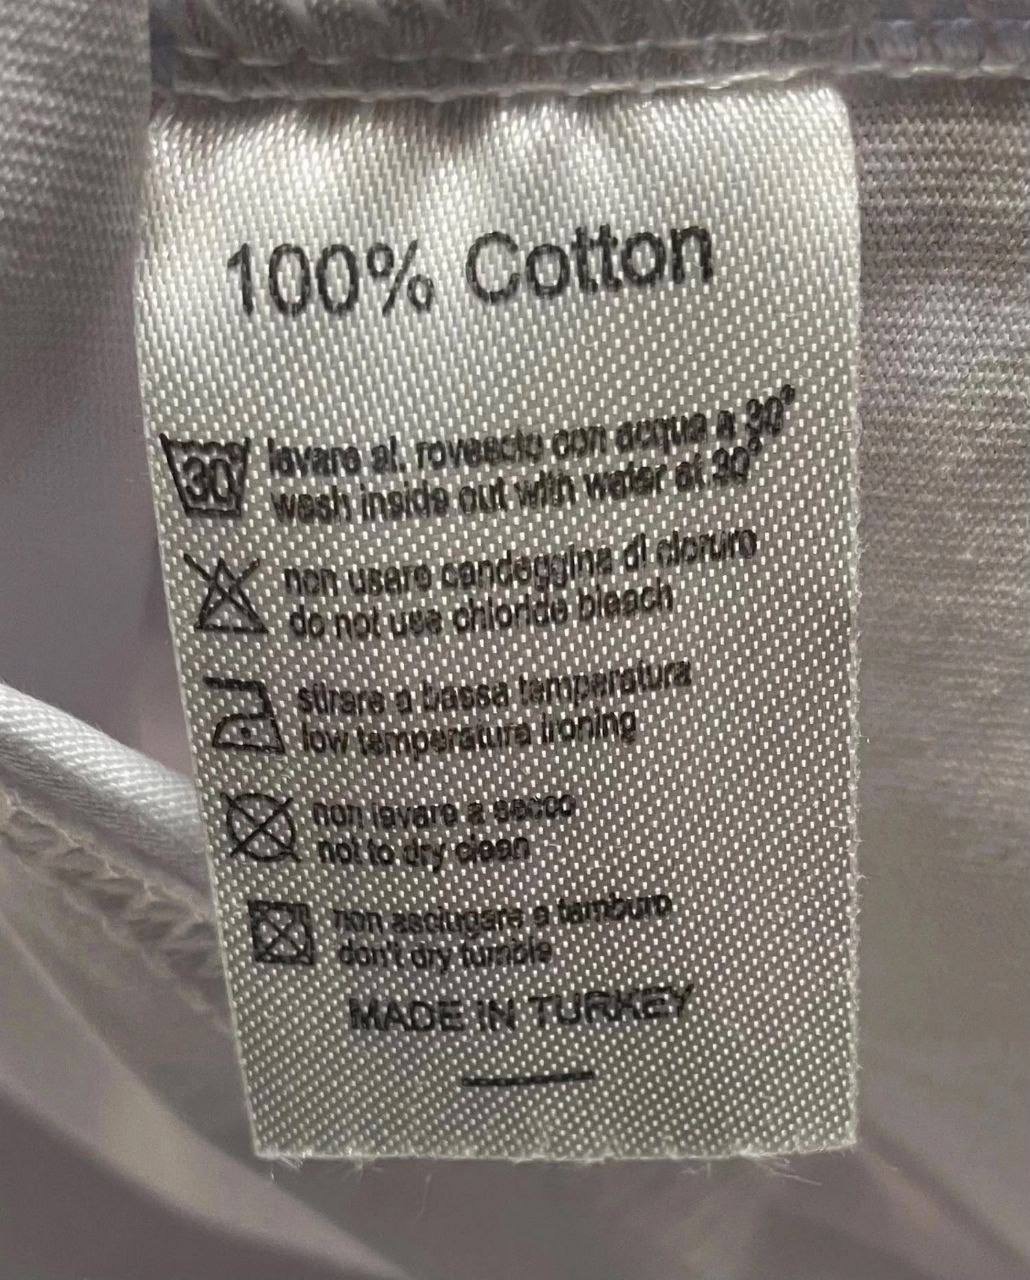 100% Cotton
30
lavare al. rovescio con acqua a 30°
wash inside out with water at 30°
non usare candeggina di cloruro
do not use chloride bleach
stirare a bassa temperatura
low temperature ironing
non lavare a secco
not to dry clean
non asciugare a tamburo
don't dry tumble
MADE IN TURKEY